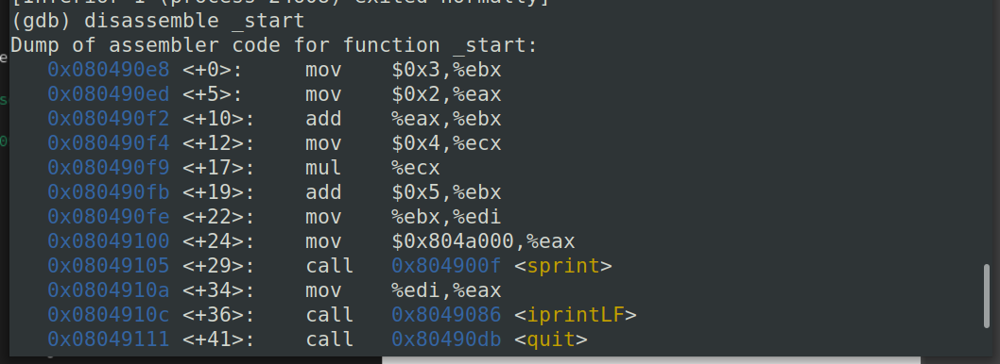 [Inferior 1 (process 24008) exited normally]
(gdb) disassemble _start
Dump of assembler code for function _start:
0x080490e8 <+0>: mov $0x3,%ebx
0x080490ed <+5>: mov $0x2,%eax
0x080490f2 <+10>: add %eax,%ebx
0x080490f4 <+12>: mov $0x4,%ecx
0x080490f9 <+17>: mul %ecx
0x080490fb <+19>: add $0x5,%ebx
0x080490fe <+22>: mov %ebx,%edi
0x08049100 <+24>: mov $0x804a000,%eax
0x08049105 <+29>: call 0x804900f <sprint>
0x0804910a <+34>: mov %edi,%eax
0x0804910c <+36>: call 0x8049086 <iprintLF>
0x08049111 <+41>: call 0x80490db <quit>